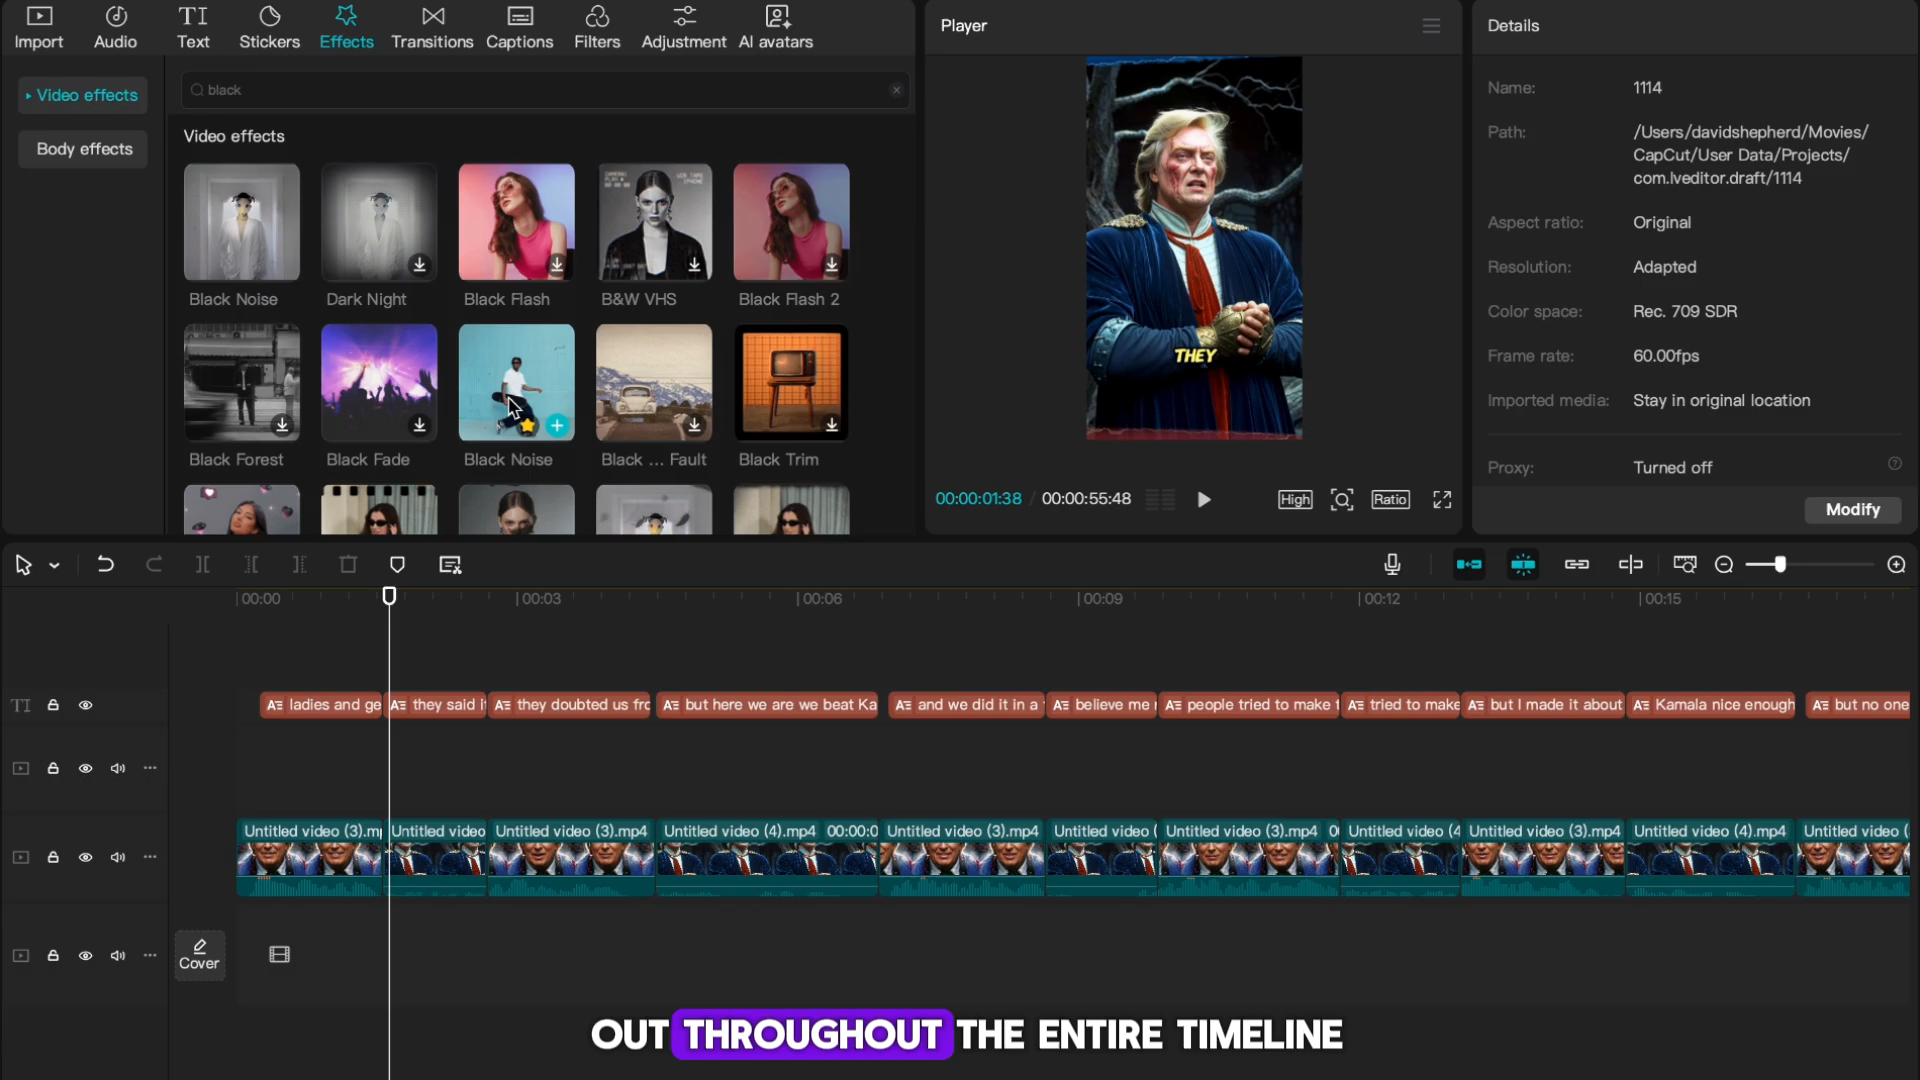 Import
Audio
Text
Stickers
Effects
Transitions
Captions
Filters
Adjustment
AI avatars
Video effects
Body effects
black
Video effects
Black Noise
Dark Night
Black Flash
B&W VHS
Black Flash 2
Black Forest
Black Fade
Black Noise
Black ... Fault
Black Trim
Player
THEY
00:00:01:38 / 00:00:55:48
High
Ratio
Details
Name: 1114
Path: /Users/davidshepherd/Movies/
CapCut/User Data/Projects/
com.lveditor.draft/1114
Aspect ratio: Original
Resolution: Adapted
Color space: Rec. 709 SDR
Frame rate: 60.00fps
Imported media: Stay in original location
Proxy: Turned off
Modify
00:00
00:03
00:06
00:09
00:12
00:15
ladies and ge
they said i
they doubted us fro
but here we are we beat Ka
and we did it in a
believe me
people tried to make
tried to make
but I made it about
Kamala nice enough
but no one
Untitled video (3).m
Untitled video
Untitled video (3).mp4
Untitled video (4).mp4 00:00:0
Untitled video (3).mp4
Untitled video (
Untitled video (3).mp4 0
Untitled video (4
Untitled video (3).mp4
Untitled video (4).mp4
Untitled video (
Cover
OUT THROUGHOUT THE ENTIRE TIMELINE